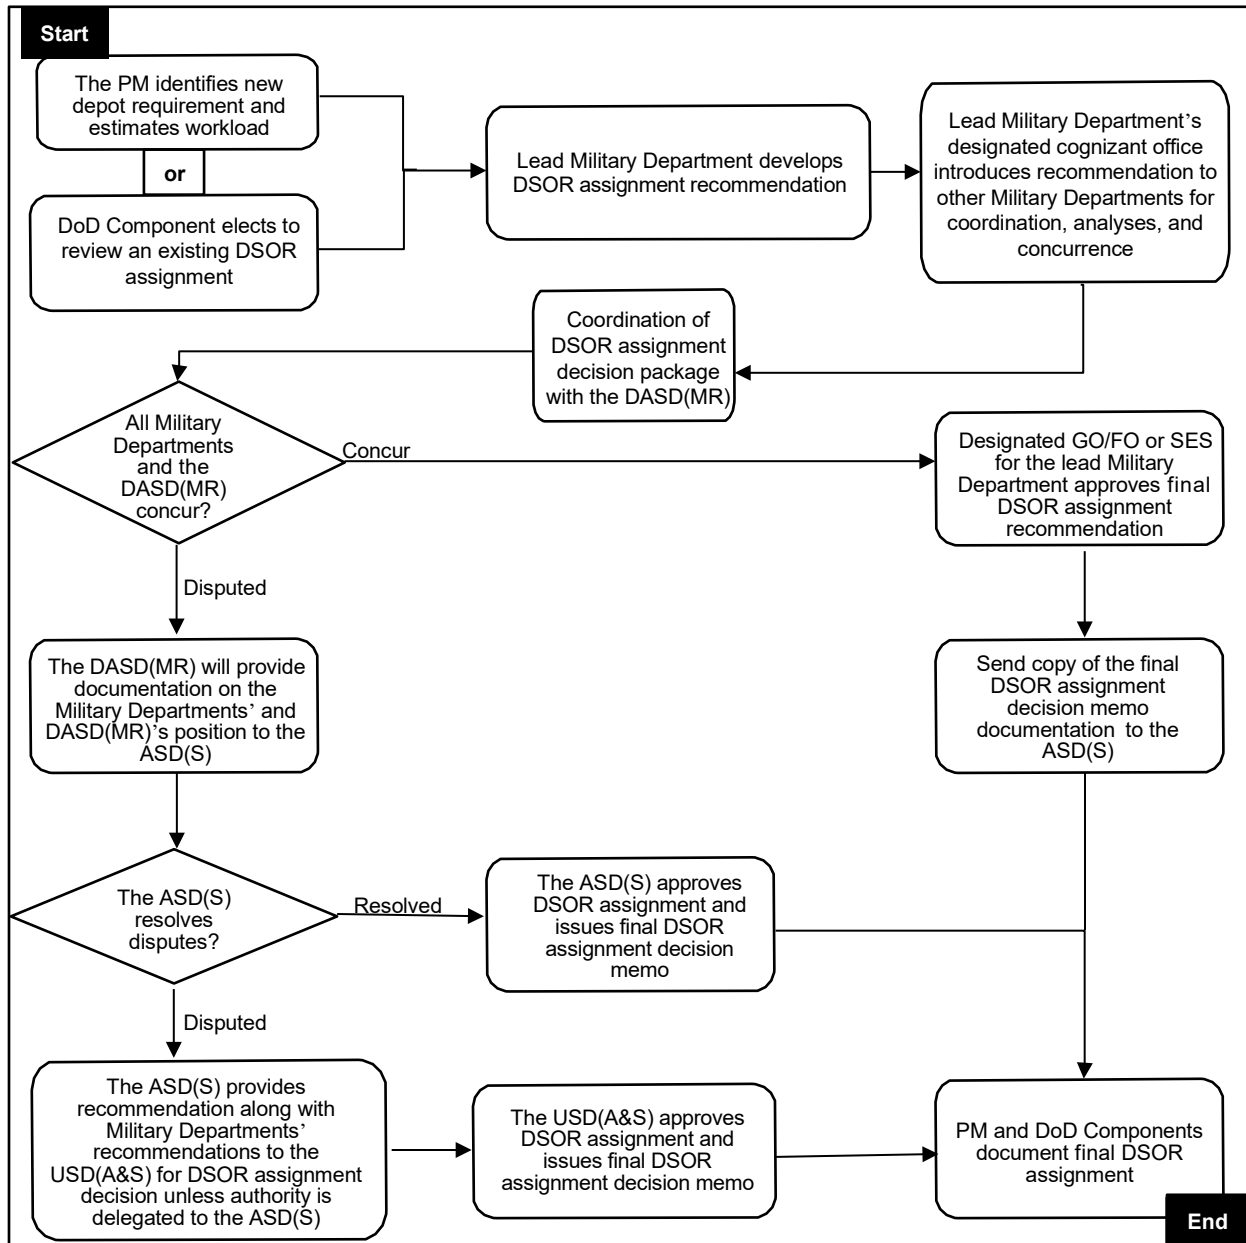 Start
The PM identifies new
depot requirement and
estimates workload
or
DoD Component elects to
review an existing DSOR
assignment
Lead Military Department develops
DSOR assignment recommendation
Lead Military Department’s
designated cognizant office
introduces recommendation to
other Military Departments for
coordination, analyses, and
concurrence
Coordination of
DSOR assignment
decision package
with the DASD(MR)
All Military
Departments
and the
DASD(MR)
concur?
Concur
Designated GO/FO or SES
for the lead Military
Department approves final
DSOR assignment
recommendation
Disputed
The DASD(MR) will provide
documentation on the
Military Departments’ and
DASD(MR)’s position to the
ASD(S)
Send copy of the final
DSOR assignment
decision memo
documentation to the
ASD(S)
The ASD(S)
resolves
disputes?
Resolved
The ASD(S) approves
DSOR assignment and
issues final DSOR
assignment decision
memo
Disputed
The ASD(S) provides
recommendation along with
Military Departments’
recommendations to the
USD(A&S) for DSOR assignment
decision unless authority is
delegated to the ASD(S)
The USD(A&S) approves
DSOR assignment and
issues final DSOR
assignment decision memo
PM and DoD Components
document final DSOR
assignment
End